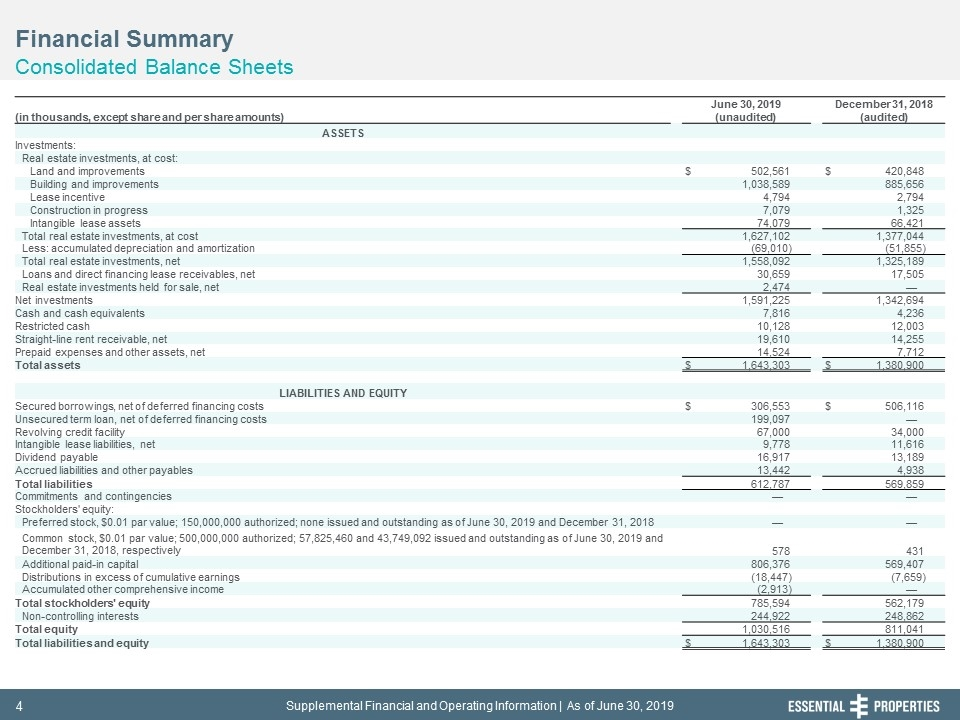 Financial Summary
Consolidated Balance Sheets
June 30, 2019 December 31, 2018
(in thousands, except share and per share amounts) (unaudited) (audited)
ASSETS
Investments:
Real estate investments, at cost:
Land and improvements $ 502,561 $ 420,848
Building and improvements 1,038,589 885,656
Lease incentive 4,794 2,794
Construction in progress 7,079 1,325
Intangible lease assets 74,079 66,421
Total real estate investments, at cost 1,627,102 1,377,044
Less: accumulated depreciation and amortization (69,010) (51,855)
Total real estate investments, net 1,558,092 1,325,189
Loans and direct financing lease receivables, net 30,659 17,505
Real estate investments held for sale, net 2,474 —
Net investments 1,591,225 1,342,694
Cash and cash equivalents 7,816 4,236
Restricted cash 10,128 12,003
Straight-line rent receivable, net 19,610 14,255
Prepaid expenses and other assets, net 14,524 7,712
Total assets $ 1,643,303 $ 1,380,900
LIABILITIES AND EQUITY
Secured borrowings, net of deferred financing costs $ 306,553 $ 506,116
Unsecured term loan, net of deferred financing costs 199,097 —
Revolving credit facility 67,000 34,000
Intangible lease liabilities, net 9,778 11,616
Dividend payable 16,917 13,189
Accrued liabilities and other payables 13,442 4,938
Total liabilities 612,787 569,859
Commitments and contingencies — —
Stockholders' equity:
Preferred stock, $0.01 par value; 150,000,000 authorized; none issued and outstanding as of June 30, 2019 and December 31, 2018 — —
Common stock, $0.01 par value; 500,000,000 authorized; 57,825,460 and 43,749,092 issued and outstanding as of June 30, 2019 and
December 31, 2018, respectively 578 431
Additional paid-in capital 806,376 569,407
Distributions in excess of cumulative earnings (18,447) (7,659)
Accumulated other comprehensive income (2,913) —
Total stockholders' equity 785,594 562,179
Non-controlling interests 244,922 248,862
Total equity 1,030,516 811,041
Total liabilities and equity $ 1,643,303 $ 1,380,900
4 Supplemental Financial and Operating Information | As of June 30, 2019 ESSENTIAL PROPERTIES